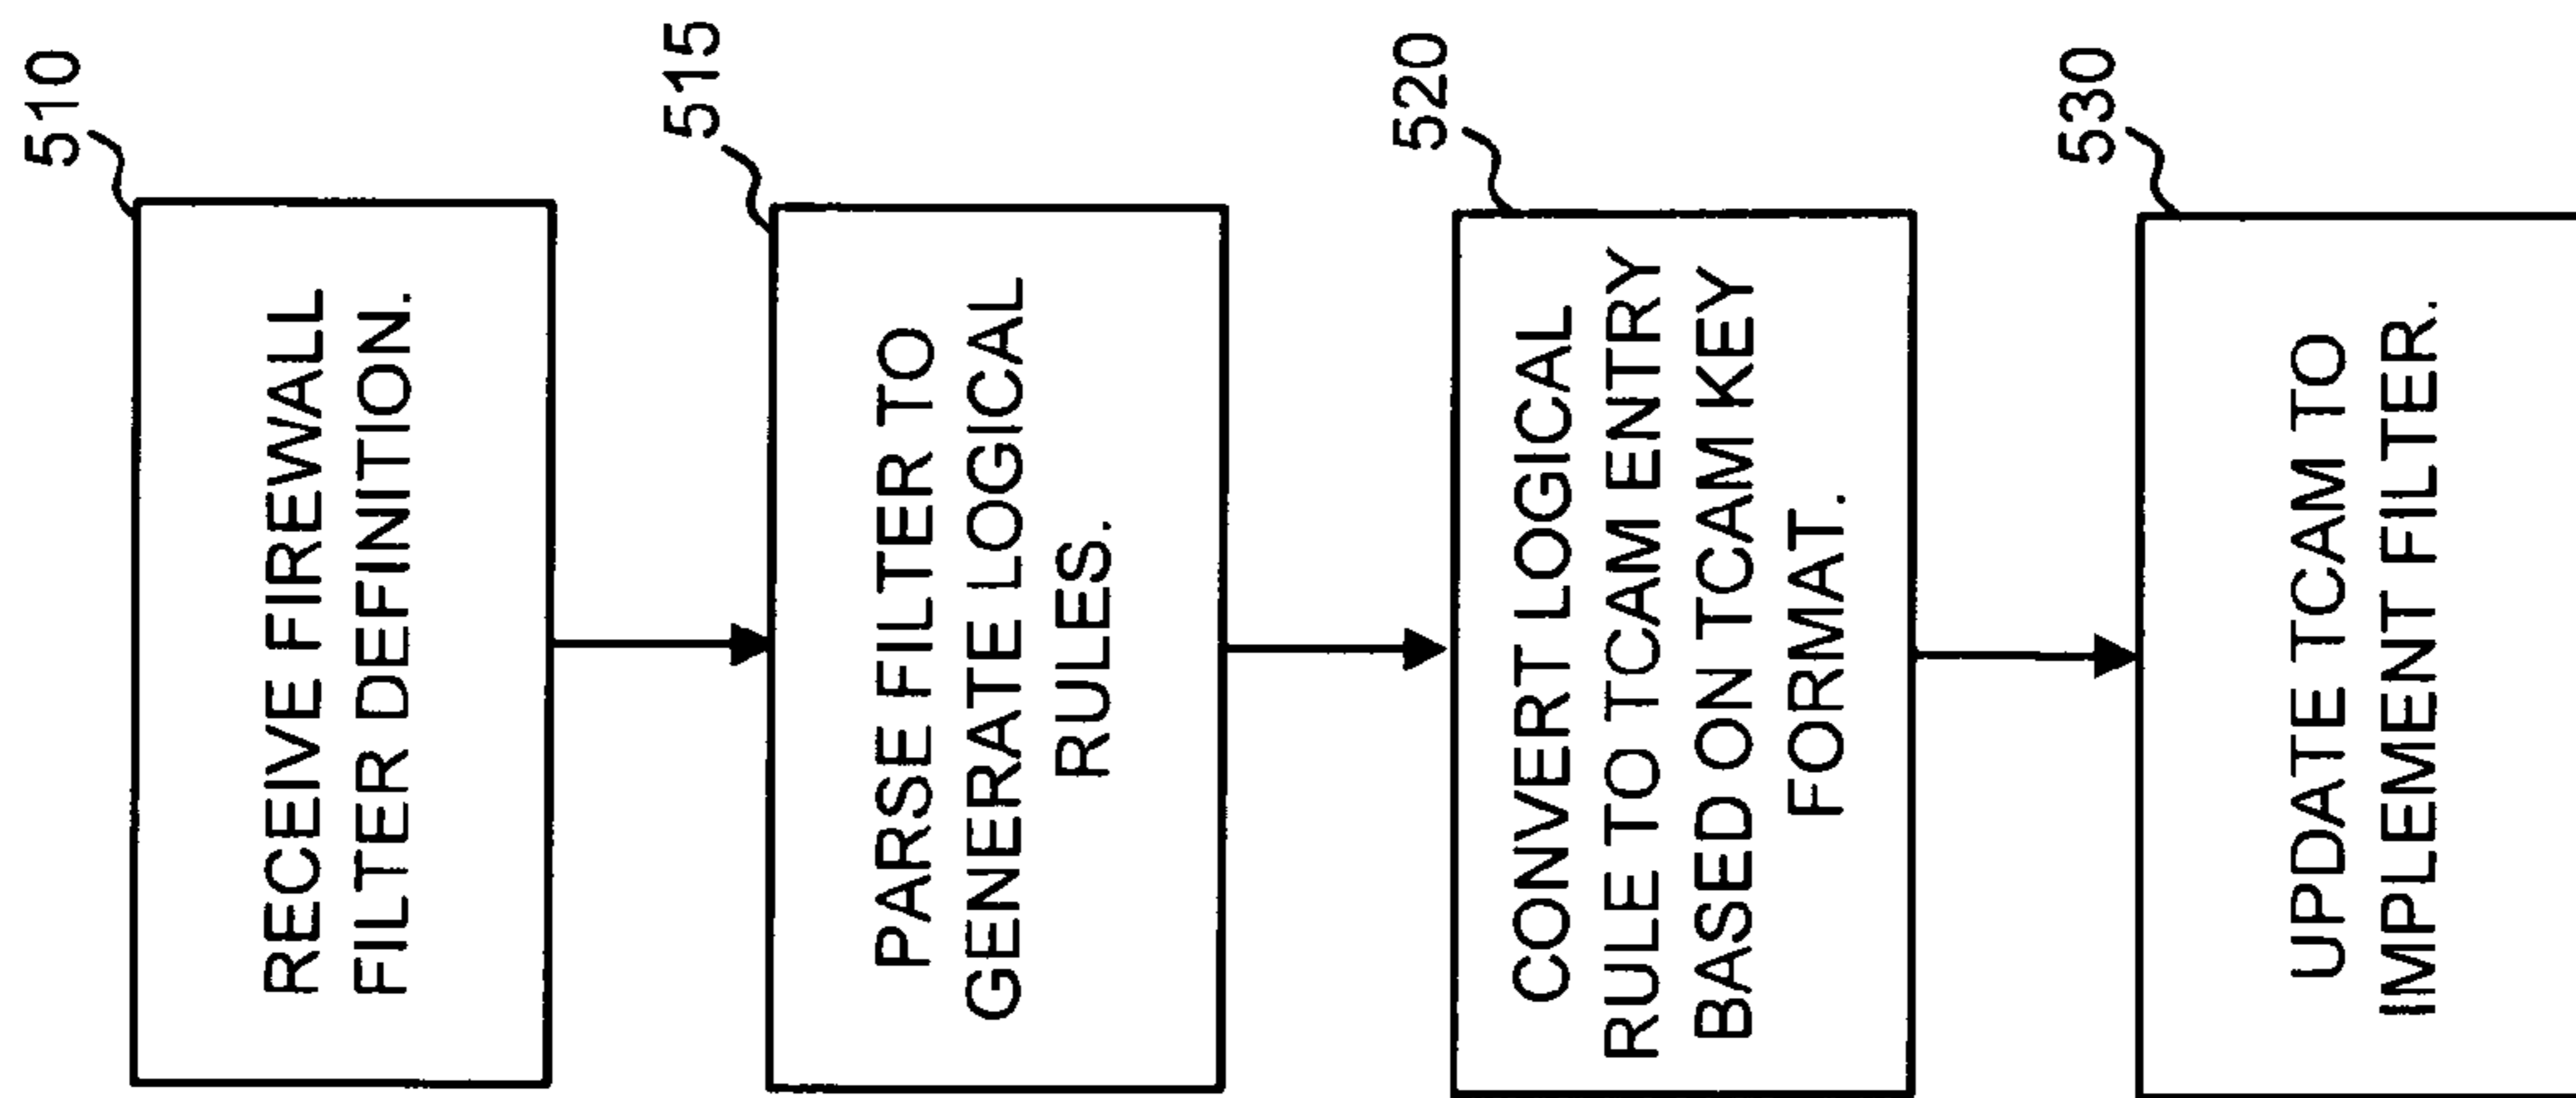 510
RECEIVE FIREWALL
FILTER DEFINITION.
515
PARSE FILTER TO
GENERATE LOGICAL
RULES.
520
CONVERT LOGICAL
RULE TO TCAM ENTRY
BASED ON TCAM KEY
FORMAT.
530
UPDATE TCAM TO
IMPLEMENT FILTER.